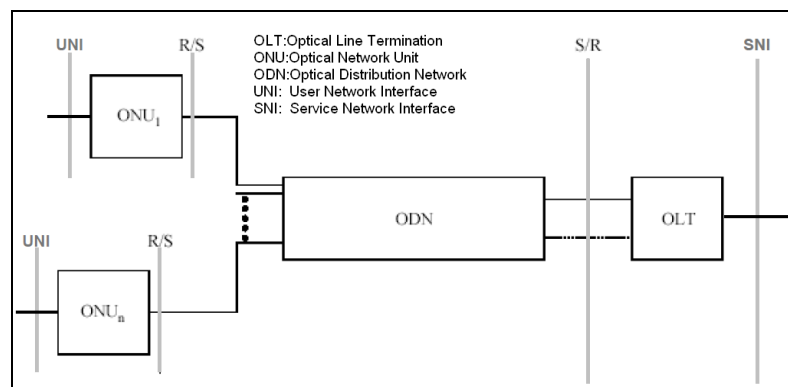 UNI
R/S
OLT:Optical Line Termination
ONU:Optical Network Unit
ODN:Optical Distribution Network
UNI: User Network Interface
SNI: Service Network Interface
S/R
SNI
ONU1
ODN
OLT
UNI
R/S
ONUn